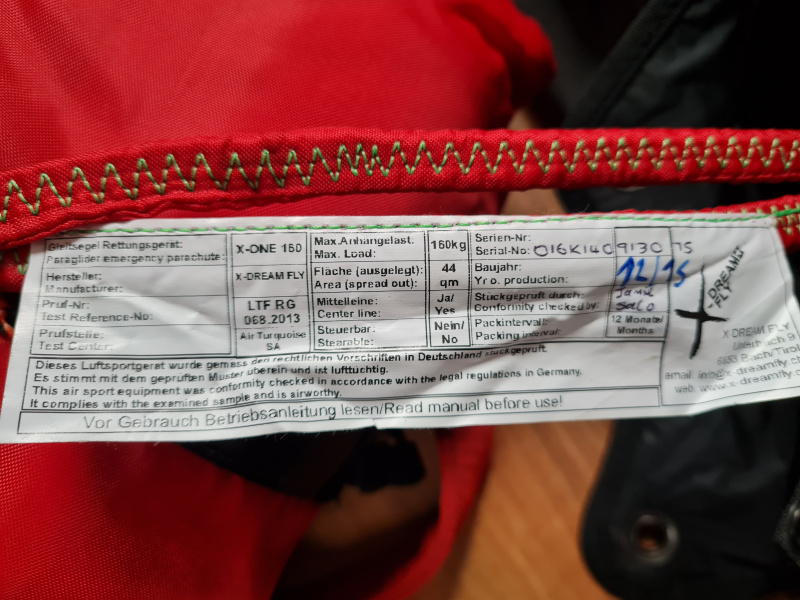 Gleitsegel Rettungsgerät:
Paraglider emergency parachute:
X-ONE 160
Hersteller:
Manufacturer:
X-DREAM FLY
Prüf-Nr:
Test Reference-No:
LTF RG
068.2013
Prüfstelle:
Test Center:
Air Turquoise
SA
Max.Anhängelast.
Max. Load:
160kg
Fläche (ausgelegt):
Area (spread out):
44
qm
Mittelleine:
Center line:
Ja/
Yes
Steuerbar:
Stearable:
Nein/
No
Serien-Nr:
Serial-No:
Baujahr:
Yr o. production:
12/15
Stückgeprüft durch:
Conformity checked by:
Packinterval:
Packing interval:
12 Monate/
Months
X DREAM FLY
Dieses Luftsportgerät wurde gemäss den rechtlichen Vorschriften in Deutschland stückgeprüft.
Es stimmt mit dem geprüften Muster überein und ist lufttüchtig.
This air sport equipment was conformity checked in accordance with the legal regulations in Germany.
It complies with the examined sample and is airworthy.
Vor Gebrauch Betriebsanleitung lesen/Read manual before use!